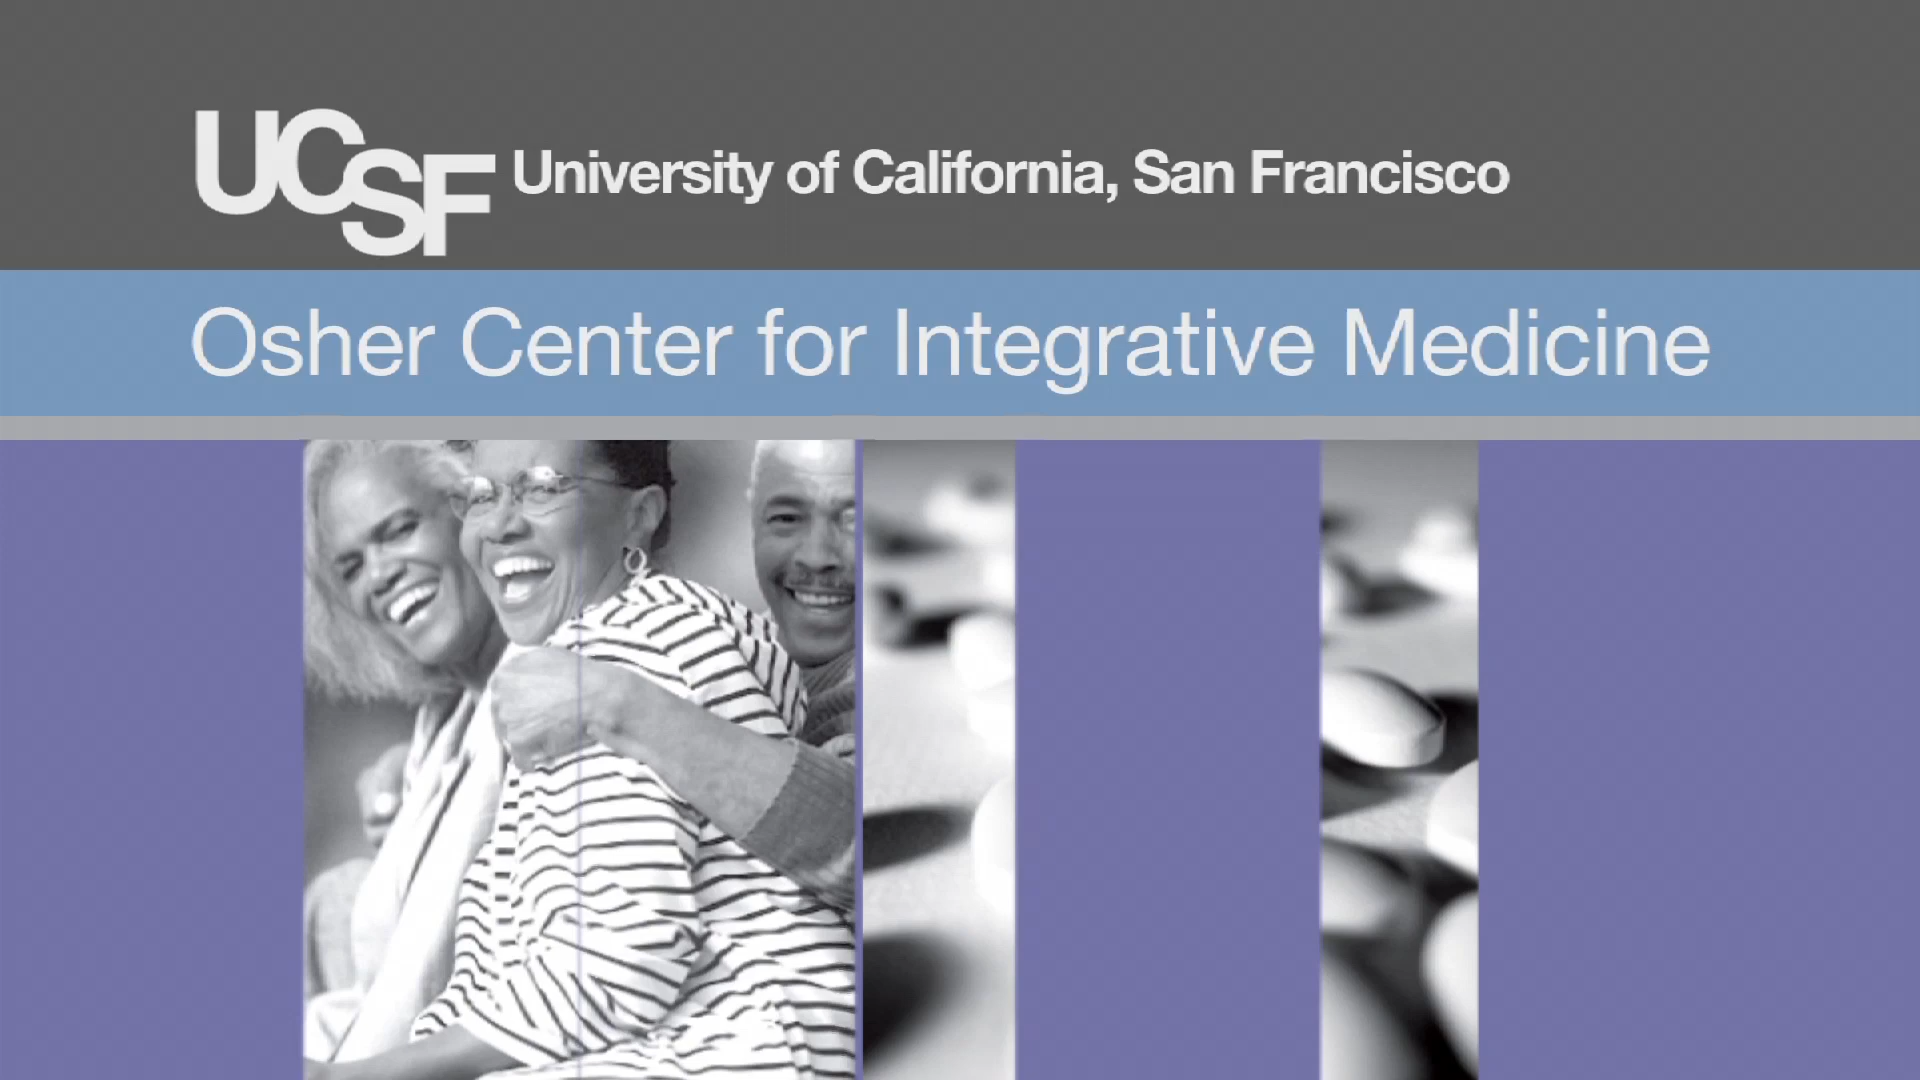 UCSF University of California, San Francisco
Osher Center for Integrative Medicine